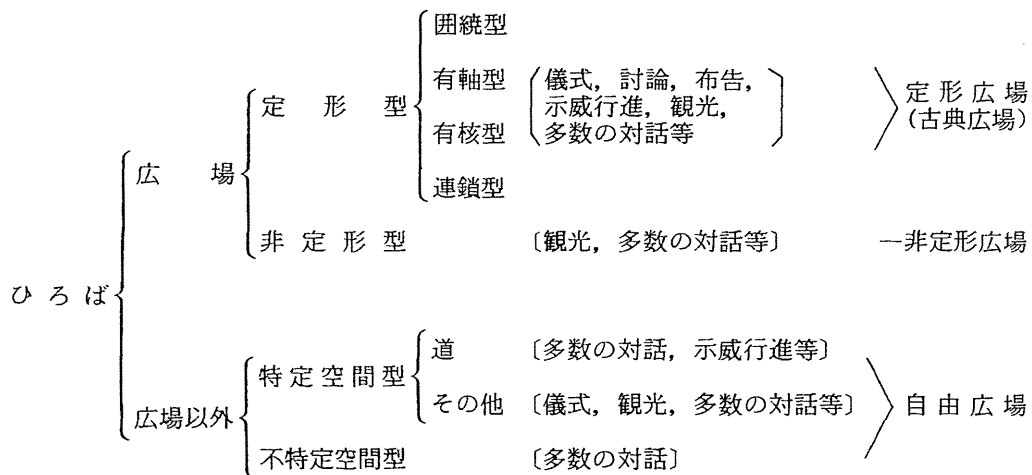 囲繞型
有軸型 (儀式, 討論, 布告,
示威行進, 観光,
多数の対話等)
有核型
連鎖型
定形型
定形広場
(古典広場)
広場
非定形型 〔観光, 多数の対話等〕 —非定形広場
ひろば
道 〔多数の対話, 示威行進等〕
特定空間型
その他 〔儀式, 観光, 多数の対話等〕
自由広場
広場以外
不特定空間型 〔多数の対話〕